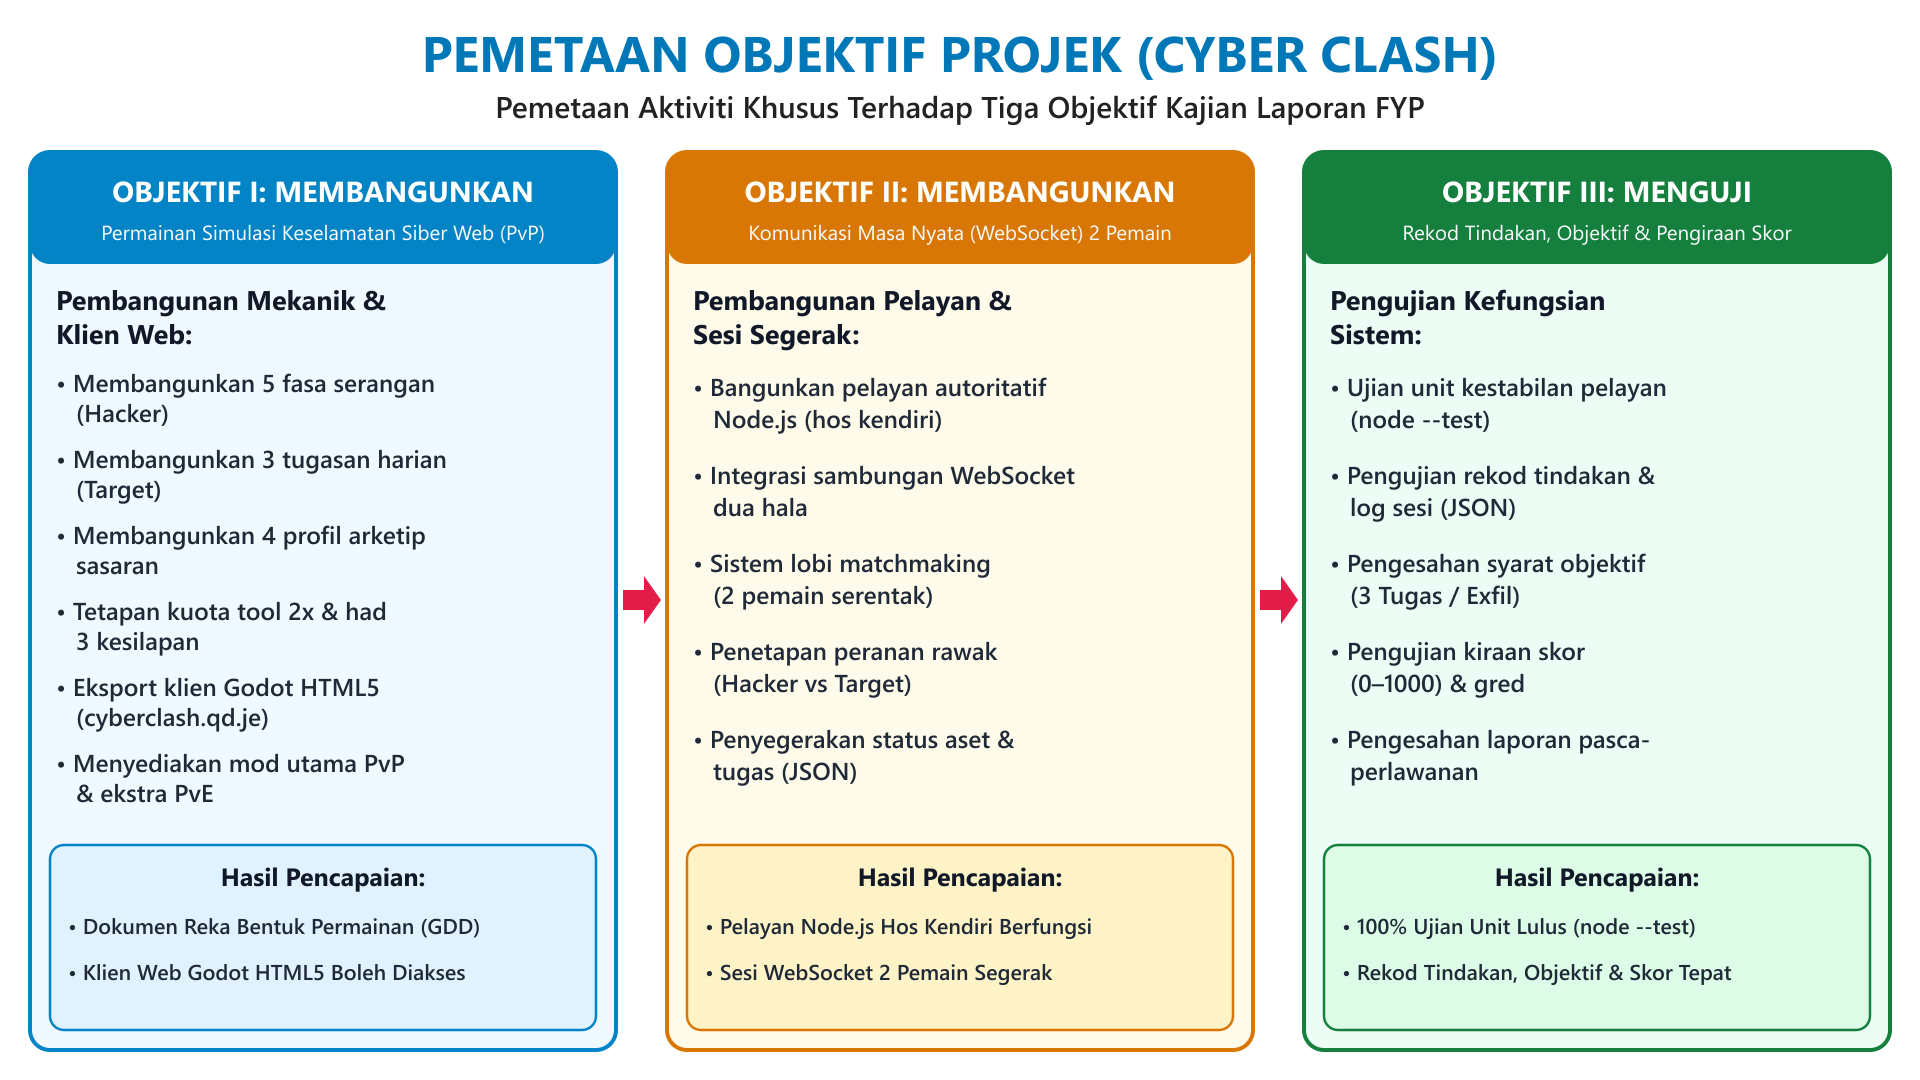 PEMETAAN OBJEKTIF PROJEK (CYBER CLASH)
Pemetaan Aktiviti Khusus Terhadap Tiga Objektif Kajian Laporan FYP
OBJEKTIF I: MEMBANGUNKAN
Permainan Simulasi Keselamatan Siber Web (PvP)
Pembangunan Mekanik &
Klien Web:
• Membangunkan 5 fasa serangan
(Hacker)
• Membangunkan 3 tugasan harian
(Target)
• Membangunkan 4 profil arketip
sasaran
• Tetapan kuota tool 2x & had
3 kesilapan
• Eksport klien Godot HTML5
(cyberclash.qd.je)
• Menyediakan mod utama PvP
& ekstra PvE
Hasil Pencapaian:
• Dokumen Reka Bentuk Permainan (GDD)
• Klien Web Godot HTML5 Boleh Diakses
OBJEKTIF II: MEMBANGUNKAN
Komunikasi Masa Nyata (WebSocket) 2 Pemain
Pembangunan Pelayan &
Sesi Segerak:
• Bangunkan pelayan autoritatif
Node.js (hos kendiri)
• Integrasi sambungan WebSocket
dua hala
• Sistem lobi matchmaking
(2 pemain serentak)
• Penetapan peranan rawak
(Hacker vs Target)
• Penyegerakan status aset &
tugas (JSON)
Hasil Pencapaian:
• Pelayan Node.js Hos Kendiri Berfungsi
• Sesi WebSocket 2 Pemain Segerak
OBJEKTIF III: MENGUJI
Rekod Tindakan, Objektif & Pengiraan Skor
Pengujian Kefungsian
Sistem:
• Ujian unit kestabilan pelayan
(node --test)
• Pengujian rekod tindakan &
log sesi (JSON)
• Pengesahan syarat objektif
(3 Tugas / Exfil)
• Pengujian kiraan skor
(0–1000) & gred
• Pengesahan laporan pasca-
perlawanan
Hasil Pencapaian:
• 100% Ujian Unit Lulus (node --test)
• Rekod Tindakan, Objektif & Skor Tepat